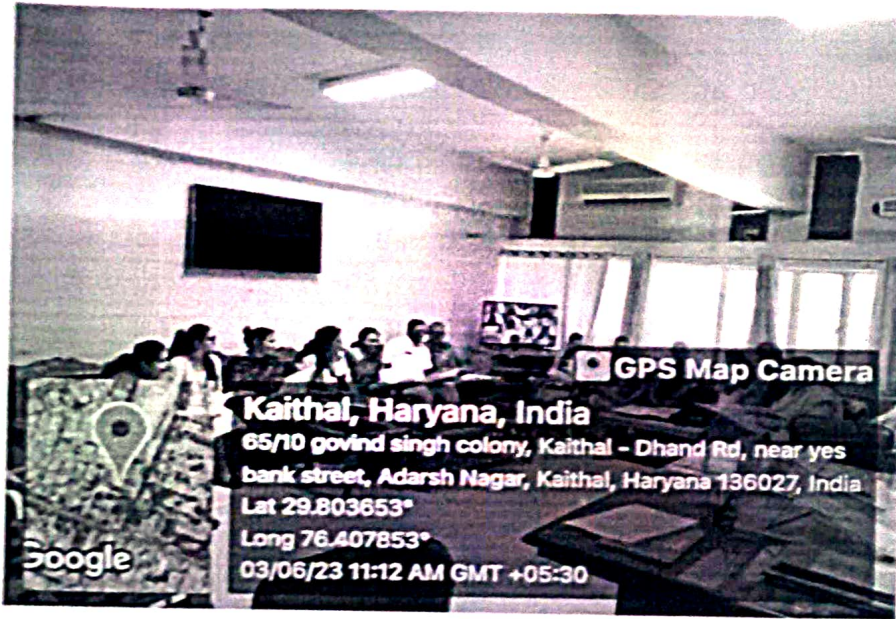 GPS Map Camera
Kaithal, Haryana, India
65/10 govind singh colony, Kaithal - Dhand Rd, near yes
bank street, Adarsh Nagar, Kaithal, Haryana 136027, India
Lat 29.803653°
Long 76.407853°
03/06/23 11:12 AM GMT +05:30
Google